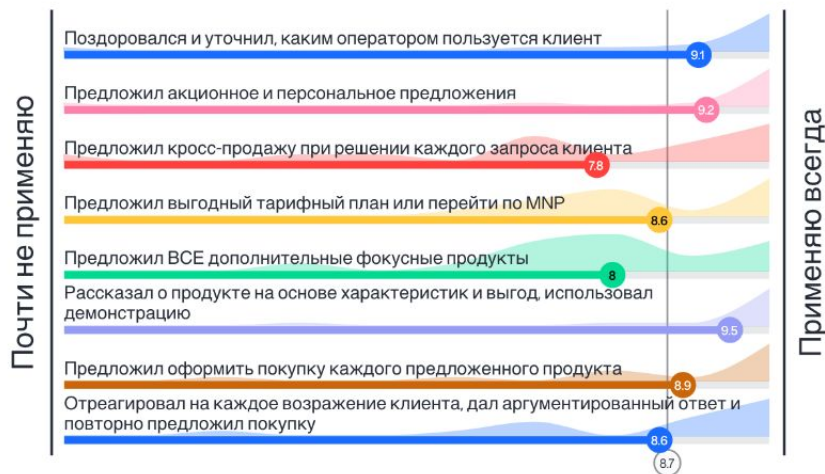 Почти не применяю
Поздоровался и уточнил, каким оператором пользуется клиент
9.1
Предложил акционное и персональное предложения
9.2
Предложил кросс-продажу при решении каждого запроса клиента
7.8
Предложил выгодный тарифный план или перейти по MNP
8.6
Предложил ВСЕ дополнительные фокусные продукты
8
Рассказал о продукте на основе характеристик и выгод, использовал
демонстрацию
9.5
Предложил оформить покупку каждого предложенного продукта
8.9
Отреагировал на каждое возражение клиента, дал аргументированный ответ и
повторно предложил покупку
8.6
8.7
Применяю всегда